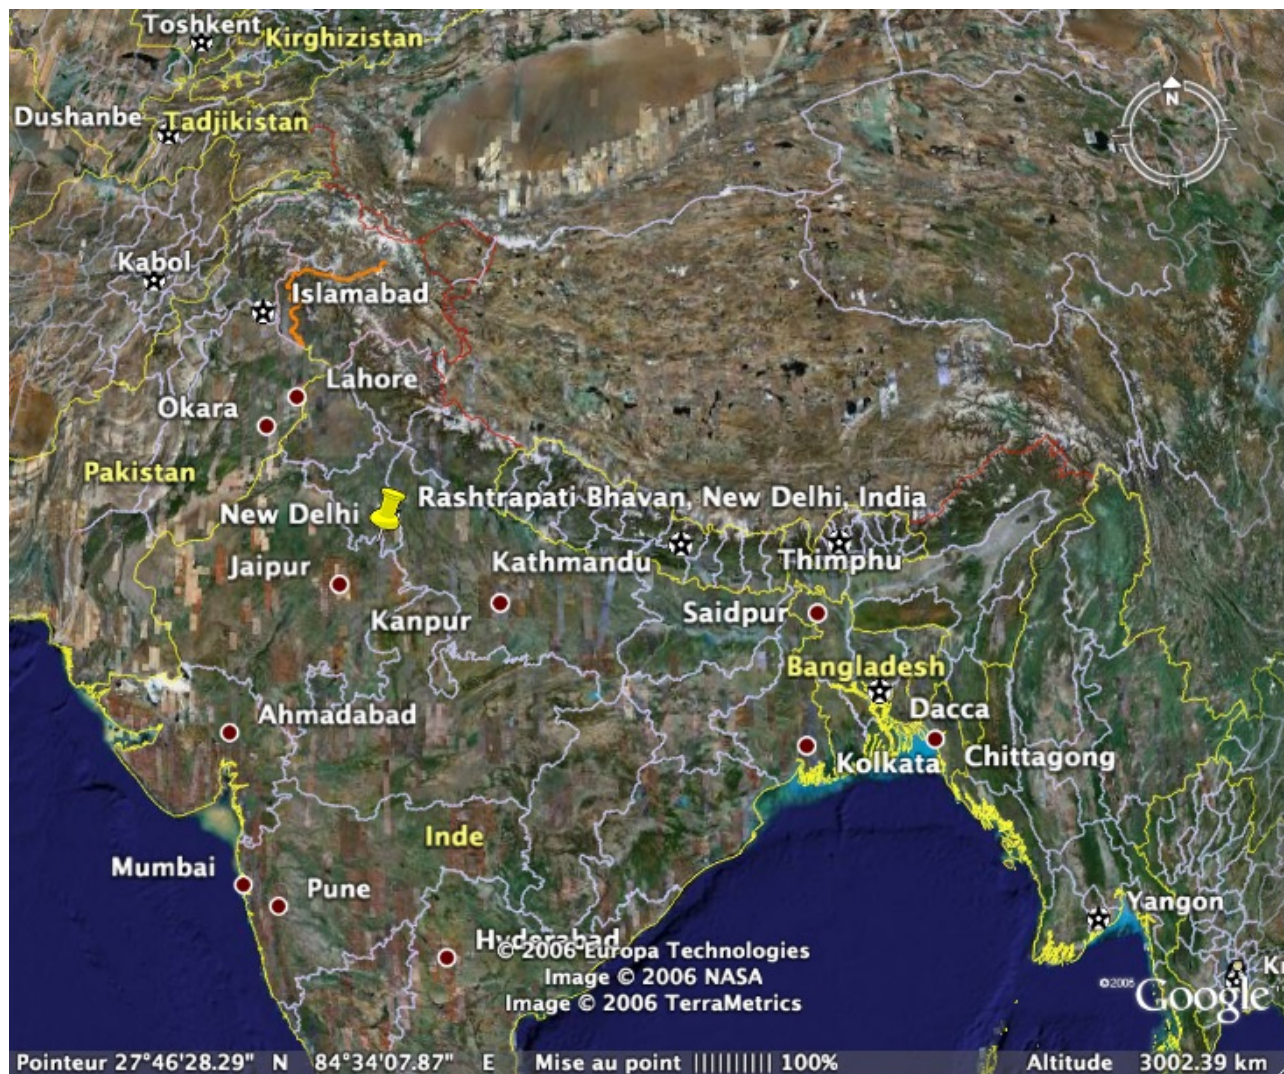 Toshkent
Kirghizistan
N
Dushanbe
Tadjikistan
Kabol
Islamabad
Lahore
Okara
Pakistan
Rashtrapati Bhavan, New Delhi, India
New Delhi
Jaipur
Kathmandu
Thimphu
Kanpur
Saidpur
Bangladesh
Ahmadabad
Dacca
Kolkata
Chittagong
Inde
Mumbai
Pune
Yangon
Hyderabad
© 2006 Europa Technologies
Image © 2006 NASA
Image © 2006 TerraMetrics
©2006 Google
Pointeur 27°46'28.29" N 84°34'07.87" E Mise au point |||||||||| 100% Altitude 3002.39 km